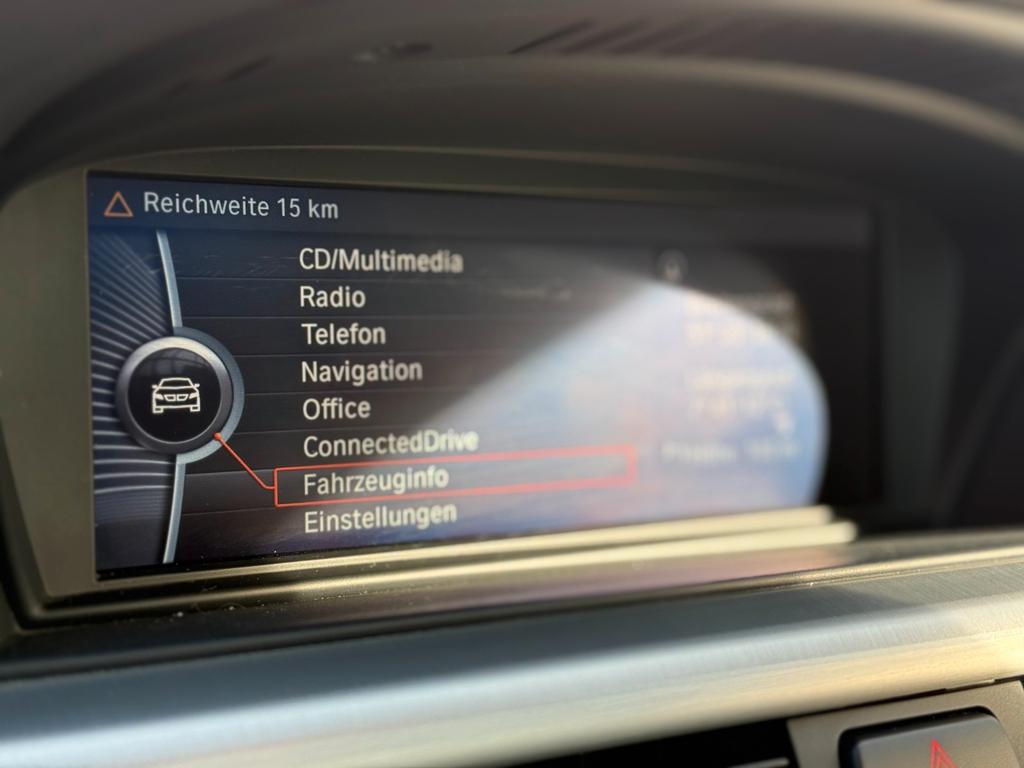 Reichweite 15 km
CD/Multimedia
Radio
Telefon
Navigation
Office
ConnectedDrive
Fahrzeuginfo
Einstellungen